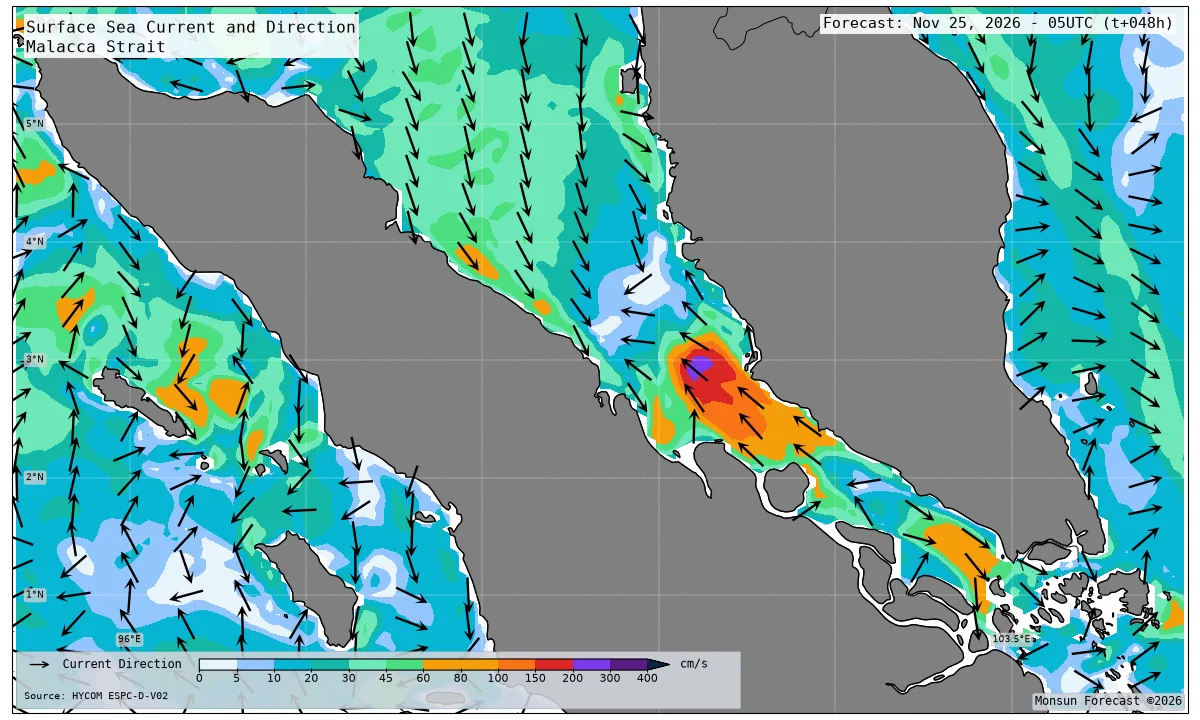 Surface Sea Current and Direction
Malacca Strait
Forecast: Nov 25, 2026 - 05UTC (t+048h)
5°N
4°N
3°N
2°N
1°N
96°E
103.5°E
Current Direction
0 5 10 20 30 45 60 80 100 150 200 300 400
cm/s
Source: HYCOM ESPC-D-V02
Monsun Forecast ©2026